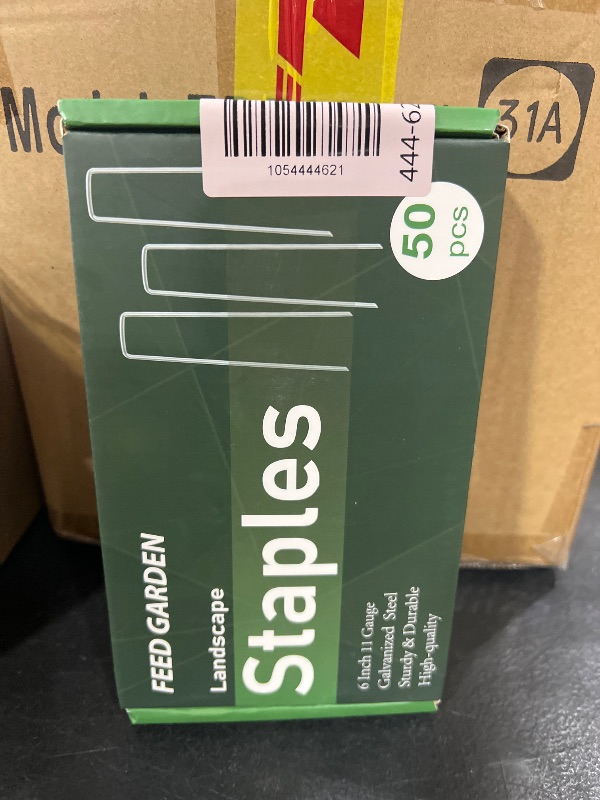 31A
1054444621
444-62
50
pcs
FEED GARDEN
Landscape
Staples
6 Inch 11 Gauge
Galvanized Steel
Sturdy & Durable
High-quality